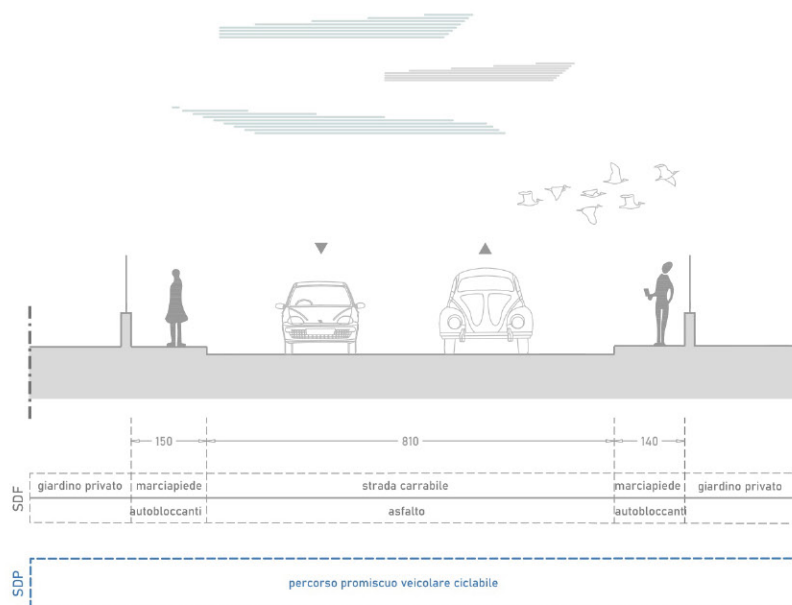 150 810 140
SDF
giardino privato marciapiede strada carrabile marciapiede giardino privato
autobloccanti asfalto autobloccanti
SDP
percorso promiscuo veicolare ciclabile